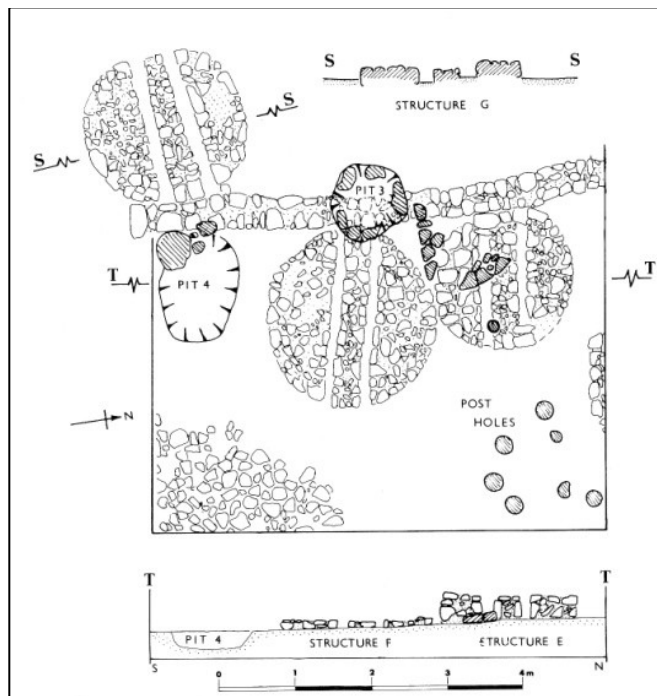 S S
STRUCTURE G
S
S
PIT 3
T PIT 4 T
N
POST
HOLES
T T
PIT 4 STRUCTURE F STRUCTURE E
S N
0 1 2 3 4m